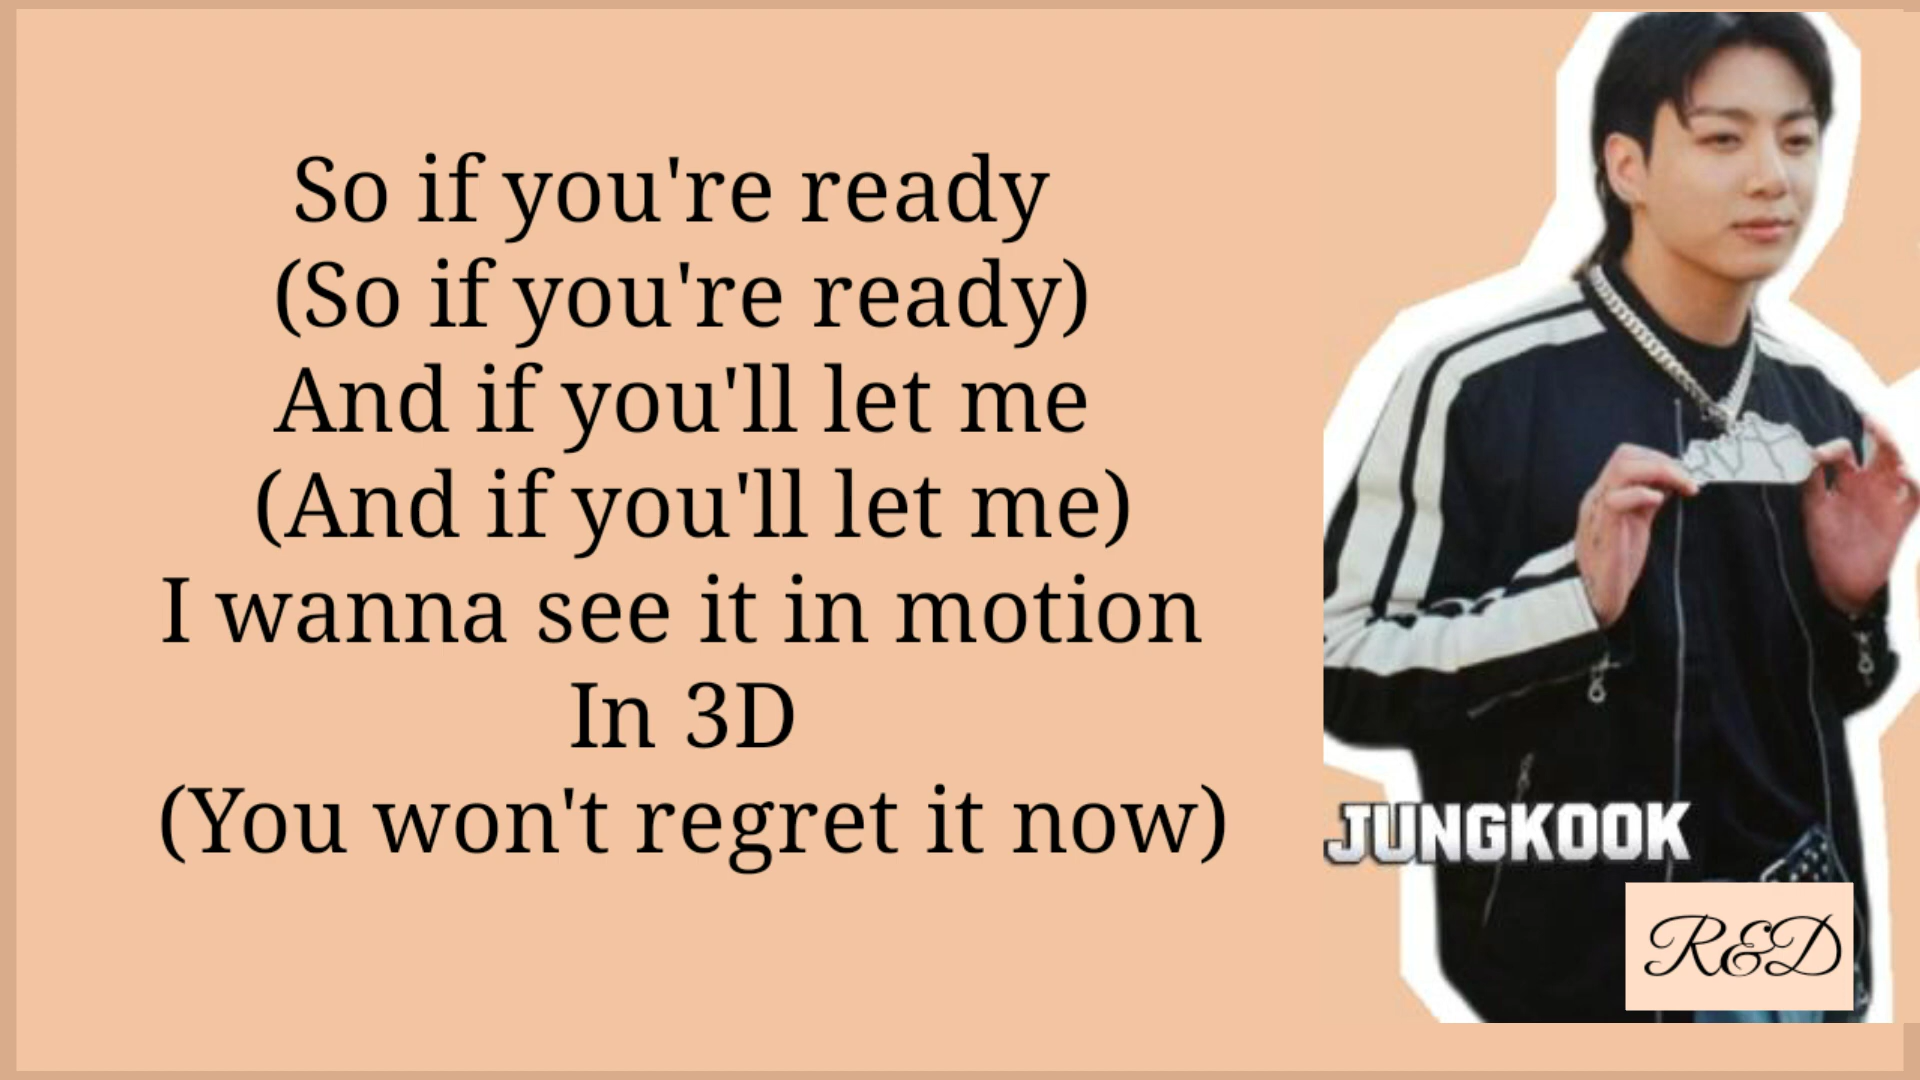 So if you're ready
(So if you're ready)
And if you'll let me
(And if you'll let me)
I wanna see it in motion
In 3D
(You won't regret it now)
JUNGKOOK
R&D